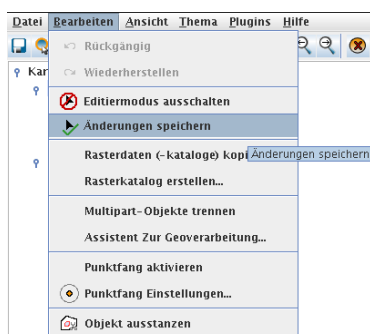 Datei Bearbeiten Ansicht Thema Plugins Hilfe
Rückgängig
Kar
Wiederherstellen
Editiermodus ausschalten
Änderungen speichern
Rasterdaten (-kataloge) kopi
Änderungen speichern
Rasterkatalog erstellen...
Multipart-Objekte trennen
Assistent Zur Geoverarbeitung...
Punktfang aktivieren
Punktfang Einstellungen...
Objekt ausstanzen